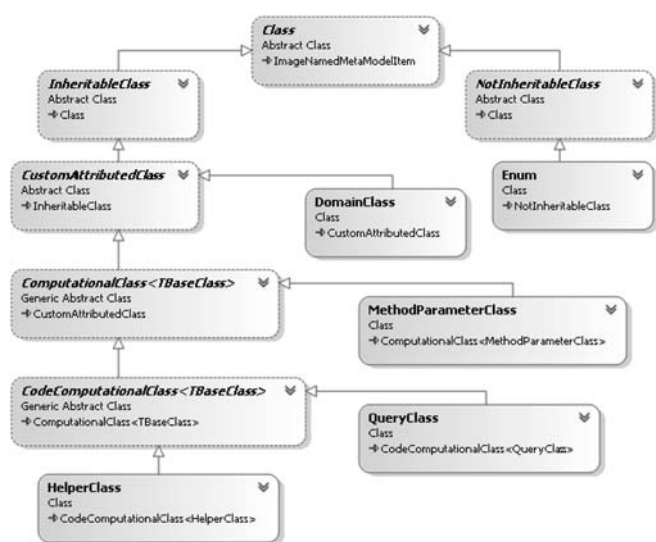 Class
Abstract Class
ImageNamedMetaModelItem
InheritableClass
Abstract Class
Class
NotInheritableClass
Abstract Class
Class
CustomAttributedClass
Abstract Class
InheritableClass
Enum
Class
NotInheritableClass
DomainClass
Class
CustomAttributedClass
ComputationalClass<TBaseClass>
Generic Abstract Class
CustomAttributedClass
MethodParameterClass
Class
ComputationalClass<MethodParameterClass>
CodeComputationalClass<TBaseClass>
Generic Abstract Class
ComputationalClass<TBaseClass>
QueryClass
Class
CodeComputationalClass<QueryClass>
HelperClass
Class
CodeComputationalClass<HelperClass>